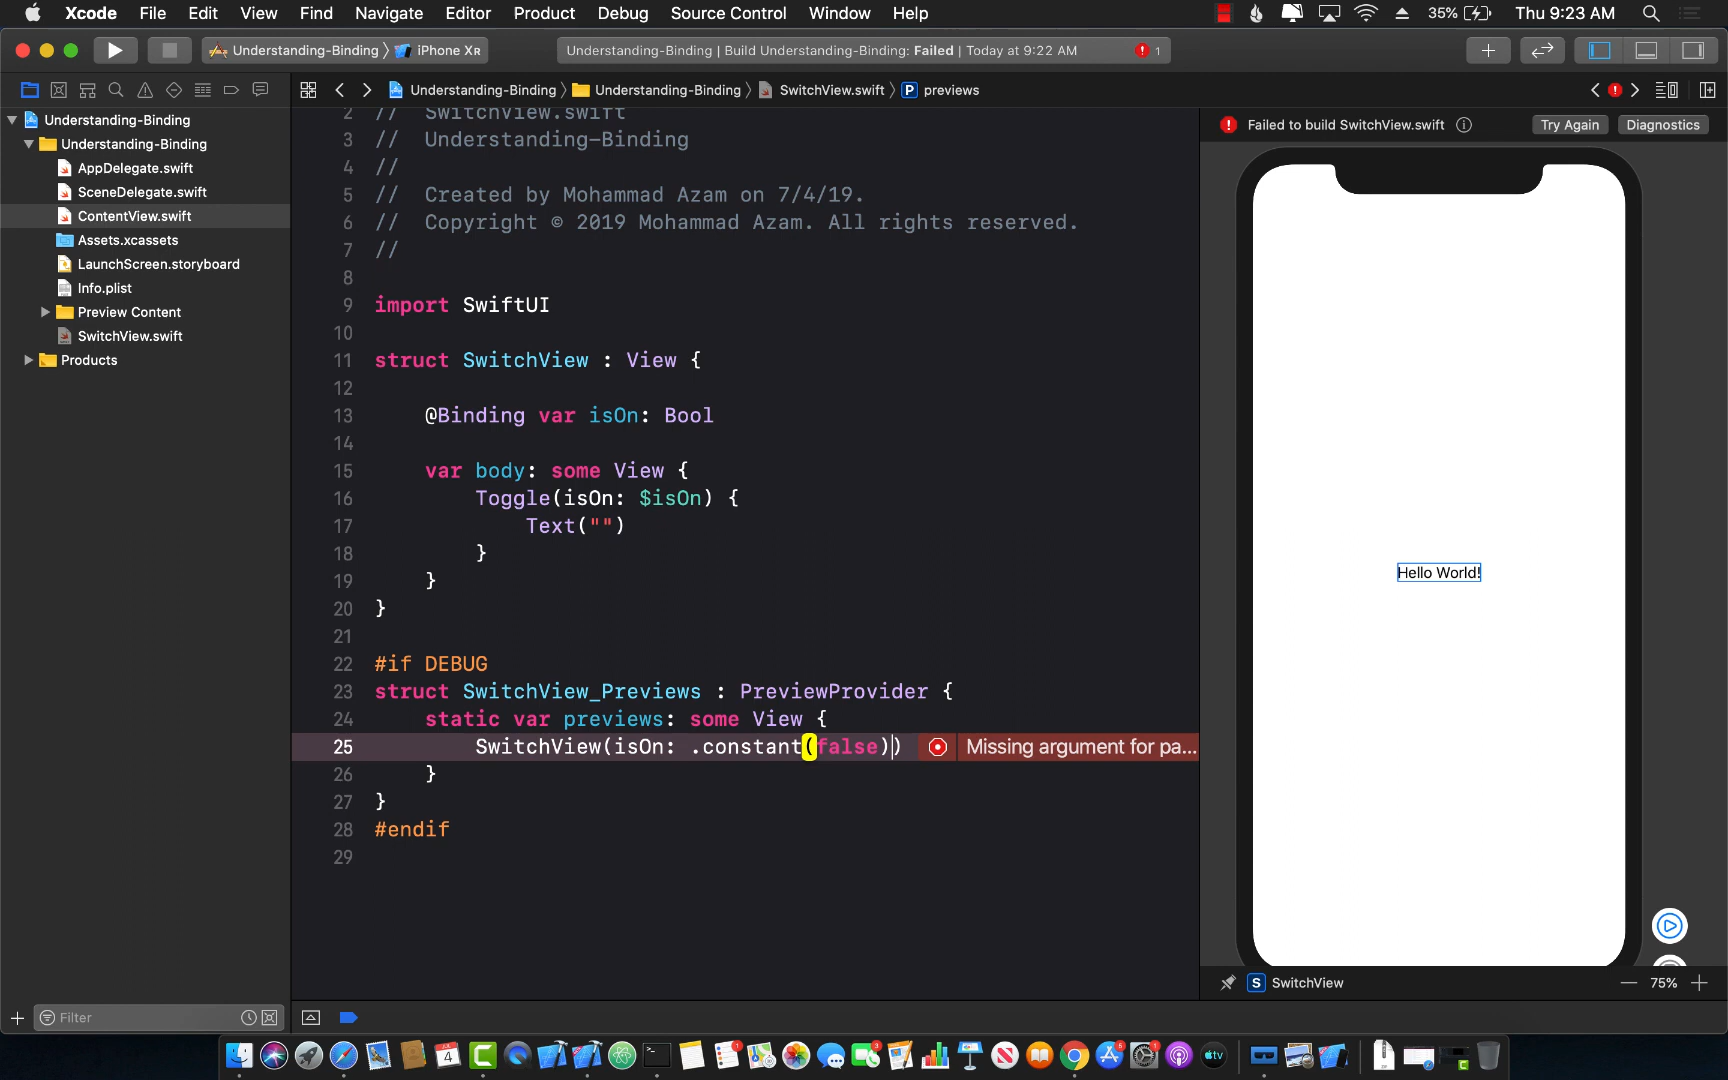 Xcode File Edit View Find Navigate Editor Product Debug Source Control Window Help 35% Thu 9:23 AM
Understanding-Binding iPhone XR
Understanding-Binding | Build Understanding-Binding: Failed | Today at 9:22 AM 1
Understanding-Binding Understanding-Binding SwitchView.swift P previews
Understanding-Binding
Understanding-Binding
AppDelegate.swift
SceneDelegate.swift
ContentView.swift
Assets.xcassets
LaunchScreen.storyboard
Info.plist
Preview Content
SwitchView.swift
Products
Filter
2 // SwitchView.swift
3 // Understanding-Binding
4 //
5 // Created by Mohammad Azam on 7/4/19.
6 // Copyright © 2019 Mohammad Azam. All rights reserved.
7 //
8
9 import SwiftUI
10
11 struct SwitchView : View {
12
13 @Binding var isOn: Bool
14
15 var body: some View {
16 Toggle(isOn: $isOn) {
17 Text("")
18 }
19 }
20 }
21
22 #if DEBUG
23 struct SwitchView_Previews : PreviewProvider {
24 static var previews: some View {
25 SwitchView(isOn: .constant(false)) Missing argument for pa...
26 }
27 }
28 #endif
29
Failed to build SwitchView.swift Try Again Diagnostics
Hello World!
S SwitchView 75%